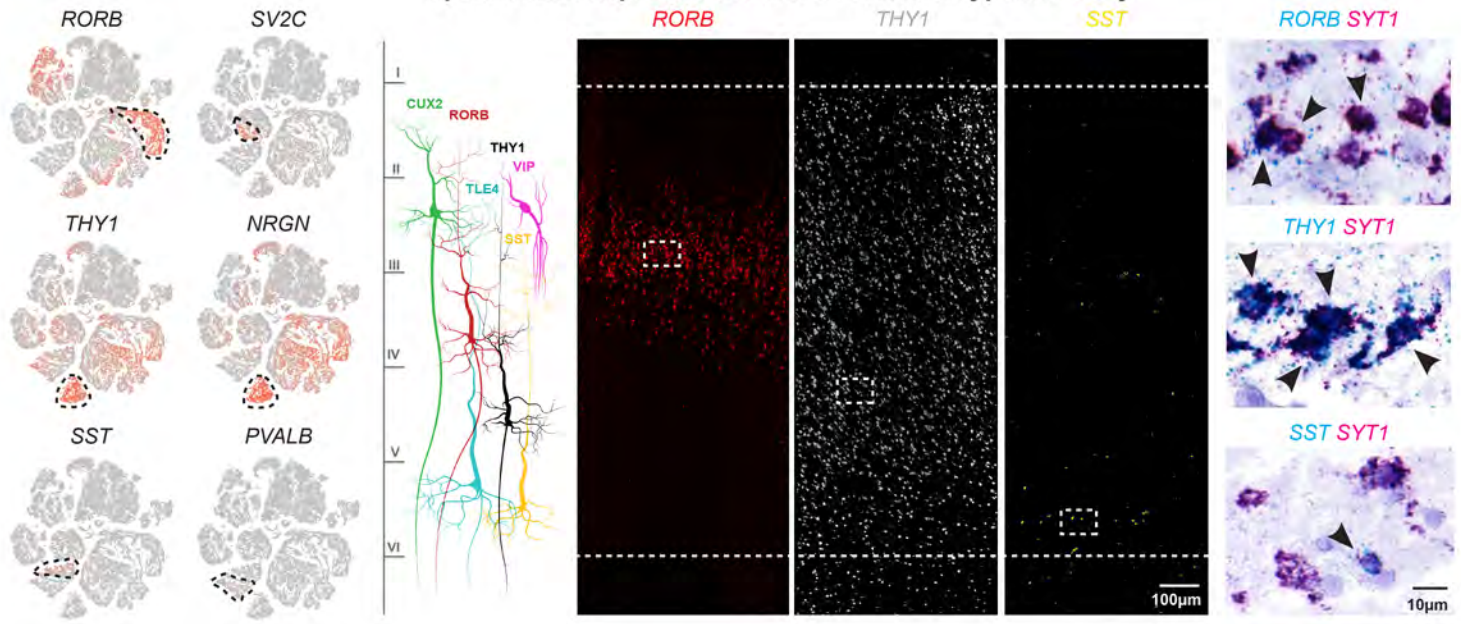 RORB
SV2C
THY1
NRGN
SST
PVALB
I
II
III
IV
V
VI
CUX2
RORB
THY1
VIP
TLE4
SST
RORB
THY1
SST
100µm
RORB SYT1
THY1 SYT1
SST SYT1
10µm